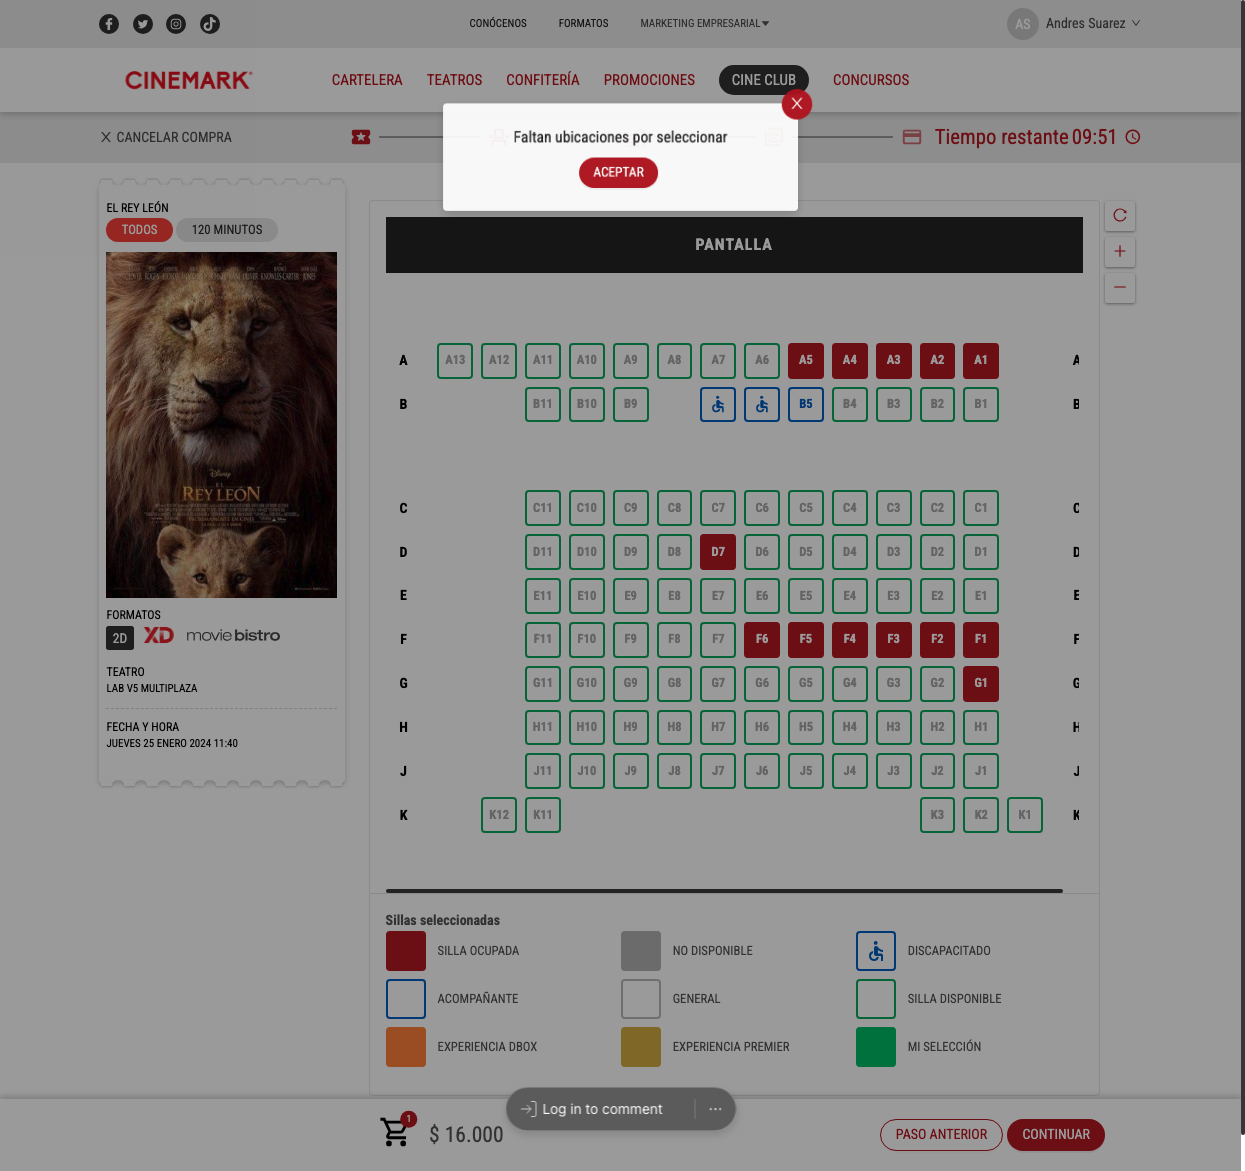 CONÓCENOS FORMATOS MARKETING EMPRESARIAL
AS Andres Suarez
CINEMARK
CARTELERA TEATROS CONFITERÍA PROMOCIONES CINE CLUB CONCURSOS
CANCELAR COMPRA
Tiempo restante 09:51
Faltan ubicaciones por seleccionar
ACEPTAR
EL REY LEÓN
TODOS 120 MINUTOS
Disney
EL
REY LEÓN
FORMATOS
2D XD movie bistro
TEATRO
LAB V5 MULTIPLAZA
FECHA Y HORA
JUEVES 25 ENERO 2024 11:40
PANTALLA
A A13 A12 A11 A10 A9 A8 A7 A6 A5 A4 A3 A2 A1 A
B B11 B10 B9 B5 B4 B3 B2 B1 B
C C11 C10 C9 C8 C7 C6 C5 C4 C3 C2 C1 C
D D11 D10 D9 D8 D7 D6 D5 D4 D3 D2 D1 D
E E11 E10 E9 E8 E7 E6 E5 E4 E3 E2 E1 E
F F11 F10 F9 F8 F7 F6 F5 F4 F3 F2 F1 F
G G11 G10 G9 G8 G7 G6 G5 G4 G3 G2 G1 G
H H11 H10 H9 H8 H7 H6 H5 H4 H3 H2 H1 H
J J11 J10 J9 J8 J7 J6 J5 J4 J3 J2 J1 J
K K12 K11 K3 K2 K1 K
Sillas seleccionadas
SILLA OCUPADA NO DISPONIBLE DISCAPACITADO
ACOMPAÑANTE GENERAL SILLA DISPONIBLE
EXPERIENCIA DBOX EXPERIENCIA PREMIER MI SELECCIÓN
Log in to comment
1 $ 16.000
PASO ANTERIOR CONTINUAR